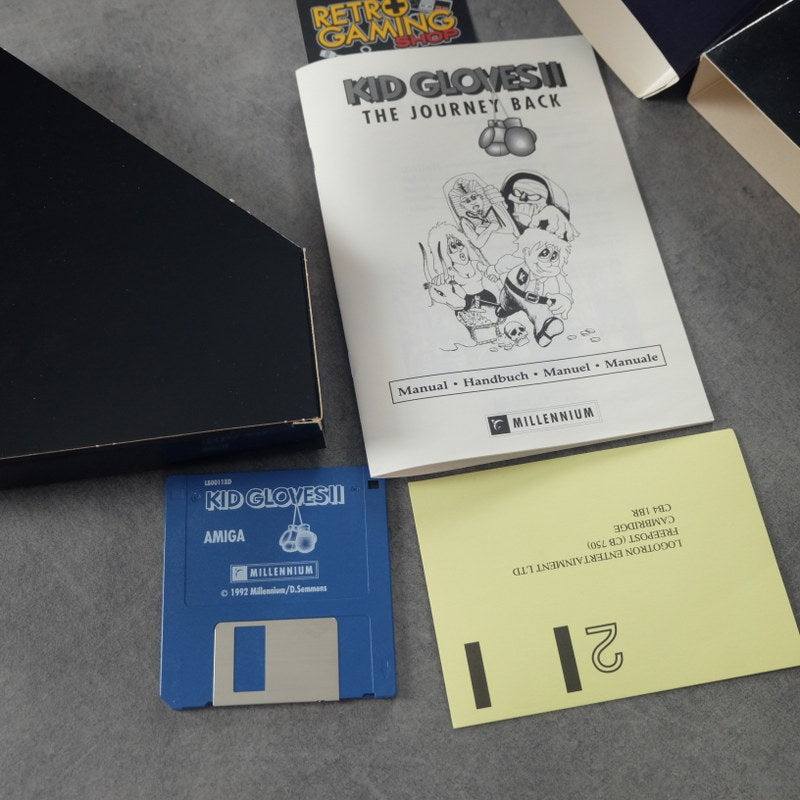 RETRO
GAMING
SHOP
KID GLOVES II
THE JOURNEY BACK
K
Manual • Handbuch • Manuel • Manuale
MILLENNIUM
KID GLOVES II
AMIGA
MILLENNIUM
© 1992 Millennium/D.Semmens
LOGOTRON ENTERTAINMENT LTD
FREEPOST (CB 750)
CAMBRIDGE
CB4 1BR
2